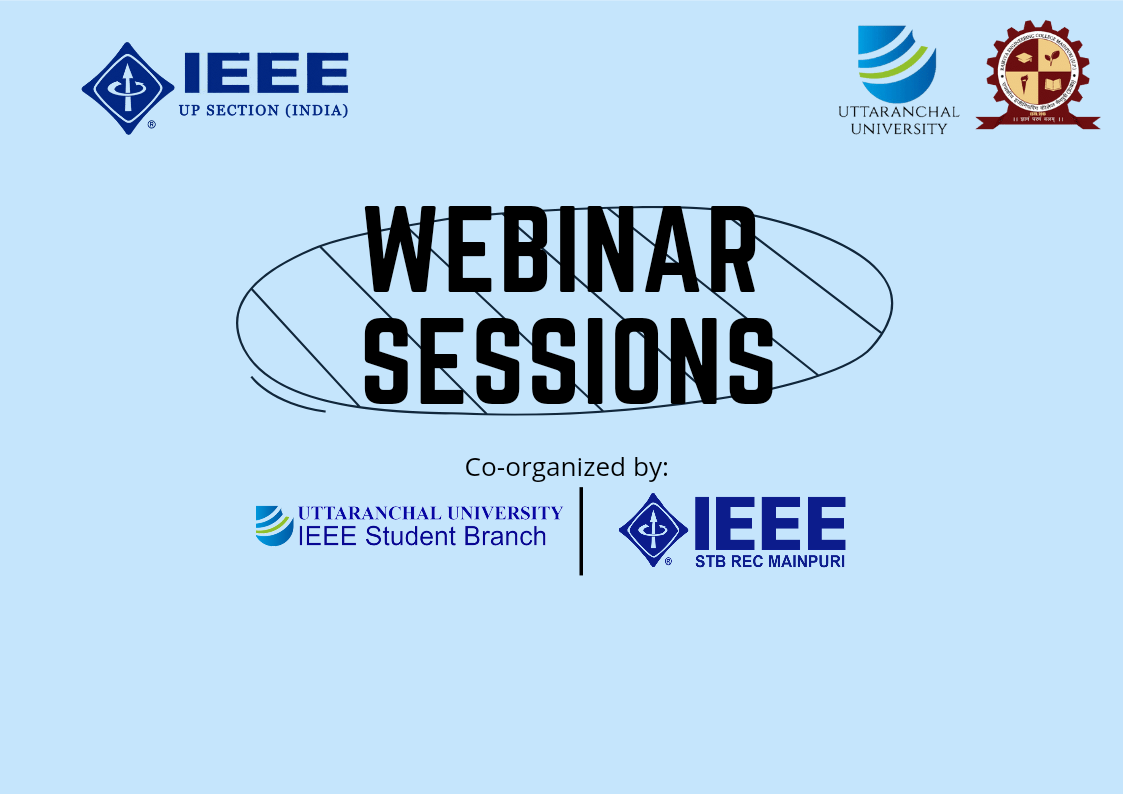 IEEE
UP SECTION (INDIA)
®
UTTARANCHAL
UNIVERSITY
WEBINAR
SESSIONS
Co-organized by:
UTTARANCHAL UNIVERSITY
IEEE Student Branch
IEEE
® STB REC MAINPURI